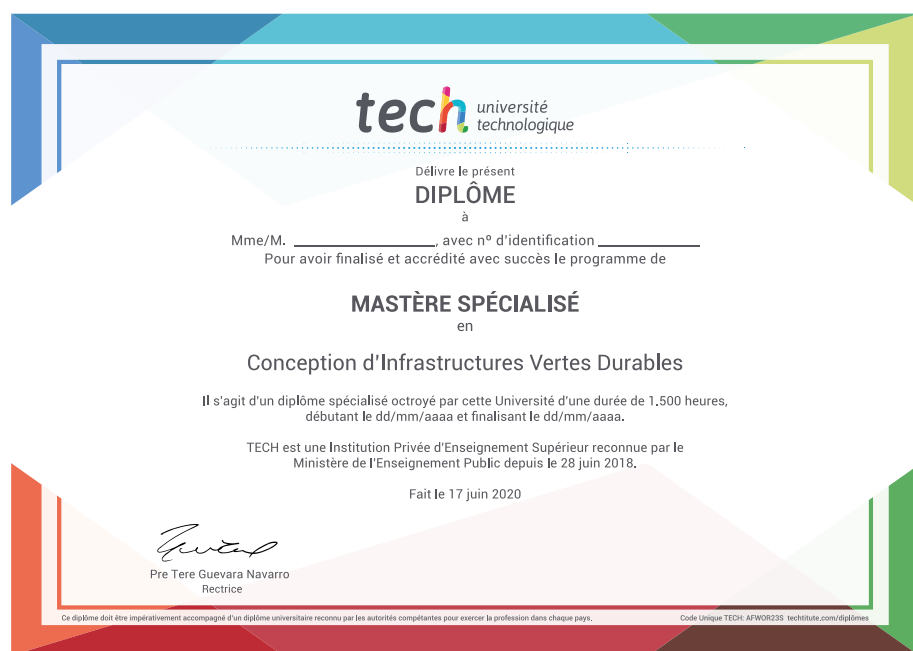 tech université
technologique
Délivre le présent
DIPLÔME
à
Mme/M. , avec nº d'identification
Pour avoir finalisé et accrédité avec succès le programme de
MASTÈRE SPÉCIALISÉ
en
Conception d'Infrastructures Vertes Durables
Il s'agit d'un diplôme spécialisé octroyé par cette Université d'une durée de 1.500 heures,
débutant le dd/mm/aaaa et finalisant le dd/mm/aaaa.
TECH est une Institution Privée d'Enseignement Supérieur reconnue par le
Ministère de l'Enseignement Public depuis le 28 juin 2018.
Fait le 17 juin 2020
Pre Tere Guevara Navarro
Rectrice
Ce diplôme doit être impérativement accompagné d'un diplôme universitaire reconnu par les autorités compétantes pour exercer la profession dans chaque pays. Code Unique TECH: AFWOR23S techtitute.com/diplômes